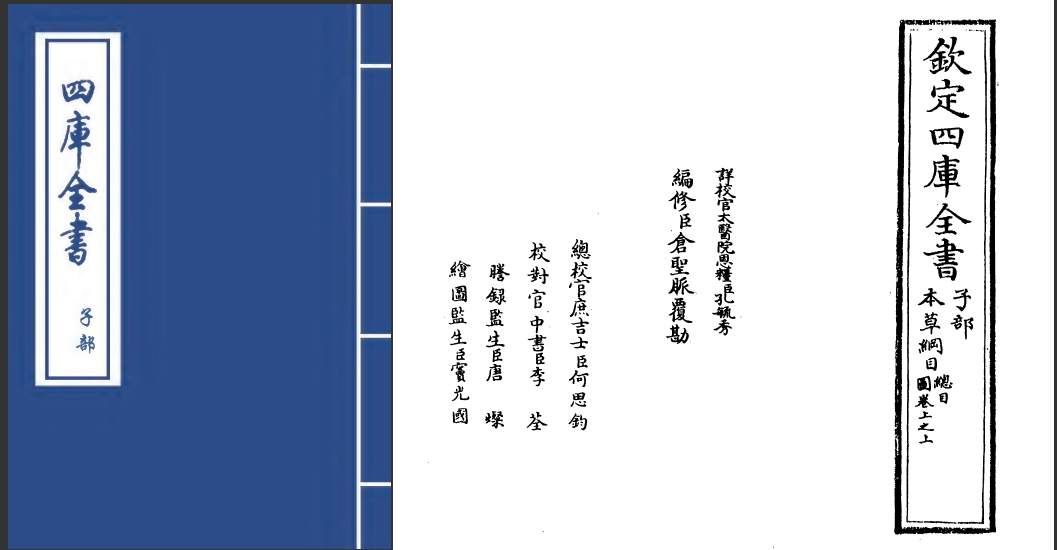 四庫全書
子部
欽定四庫全書
子部
本草綱目
總目
圖卷上之上
詳校官太醫院恩糧臣孔毓秀
編修臣倉聖脈覆勘
總校官庶吉士臣何思鈞
校對官中書臣李荃
謄録監生臣唐燦
繪圖監生臣竇光國